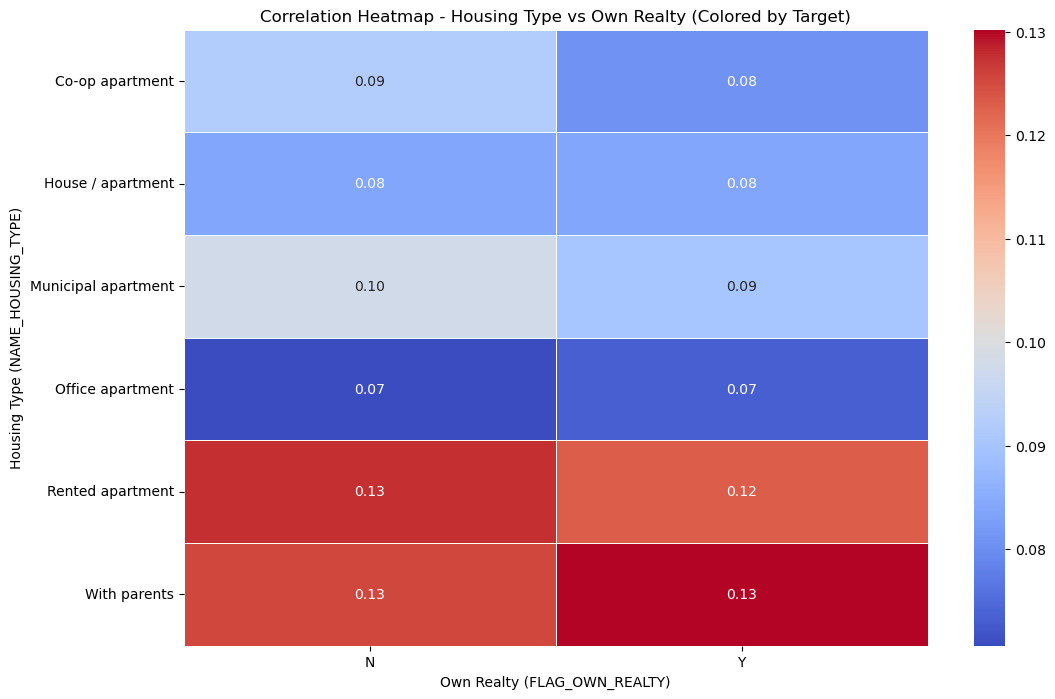 Correlation Heatmap - Housing Type vs Own Realty (Colored by Target)
Housing Type (NAME_HOUSING_TYPE)
Co-op apartment 0.09 0.08
House / apartment 0.08 0.08
Municipal apartment 0.10 0.09
Office apartment 0.07 0.07
Rented apartment 0.13 0.12
With parents 0.13 0.13
N Y
Own Realty (FLAG_OWN_REALTY)
0.13
0.12
0.11
0.10
0.09
0.08